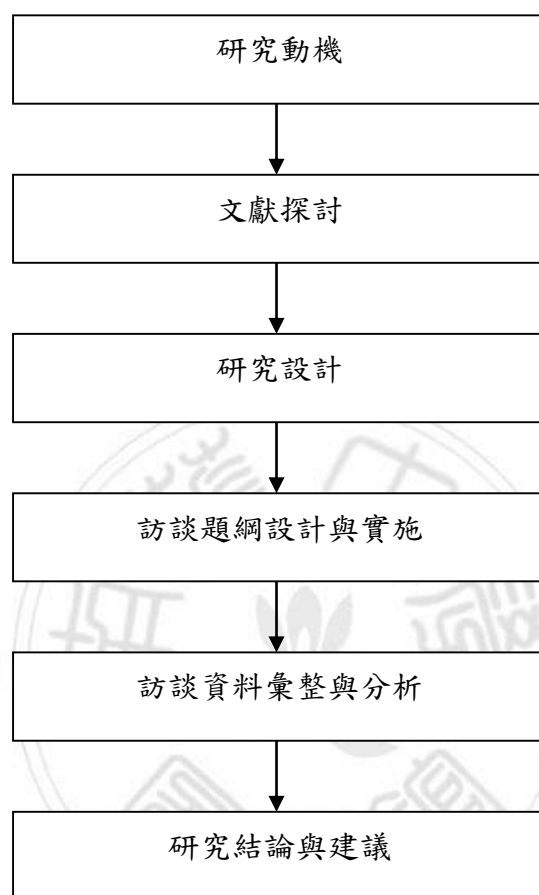 研究動機
文獻探討
研究設計
訪談題綱設計與實施
訪談資料彙整與分析
研究結論與建議